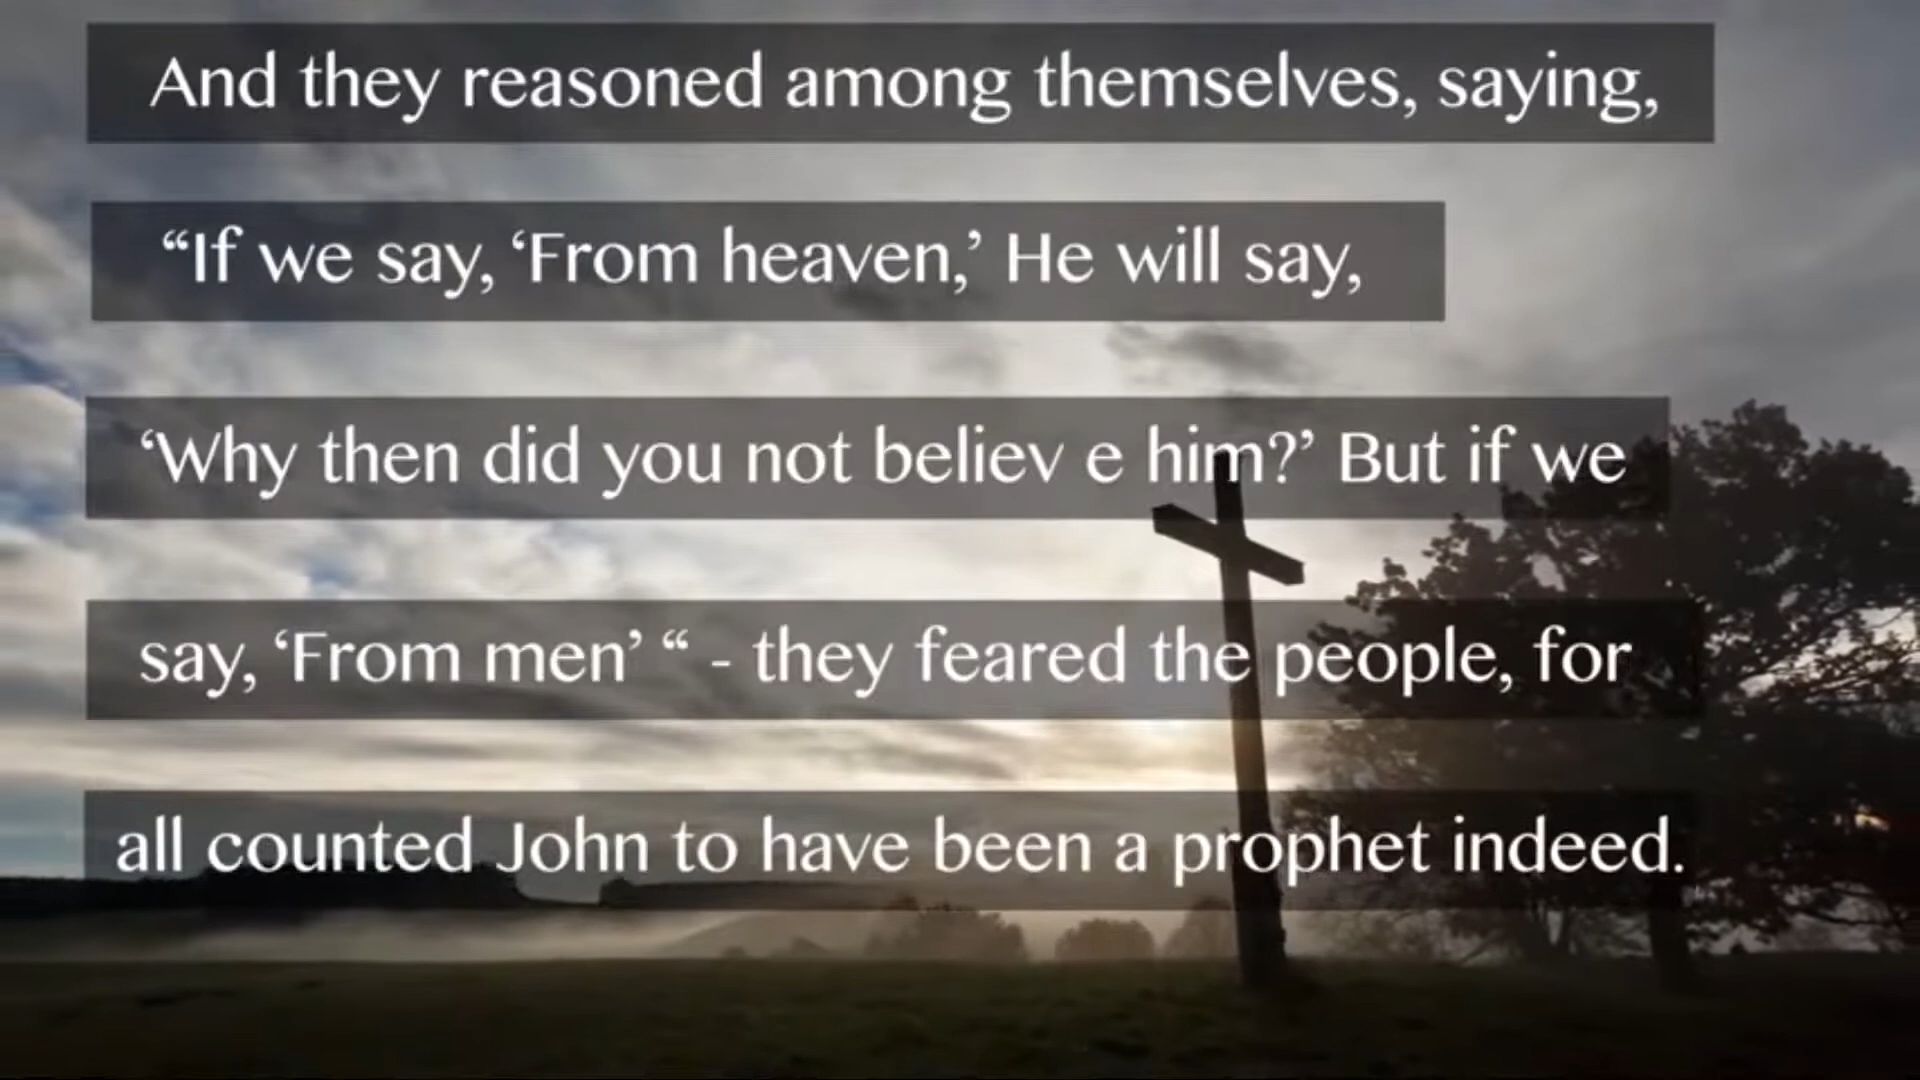 And they reasoned among themselves, saying,
“If we say, ‘From heaven,’ He will say,
‘Why then did you not believ e him?’ But if we
say, ‘From men’ “ - they feared the people, for
all counted John to have been a prophet indeed.